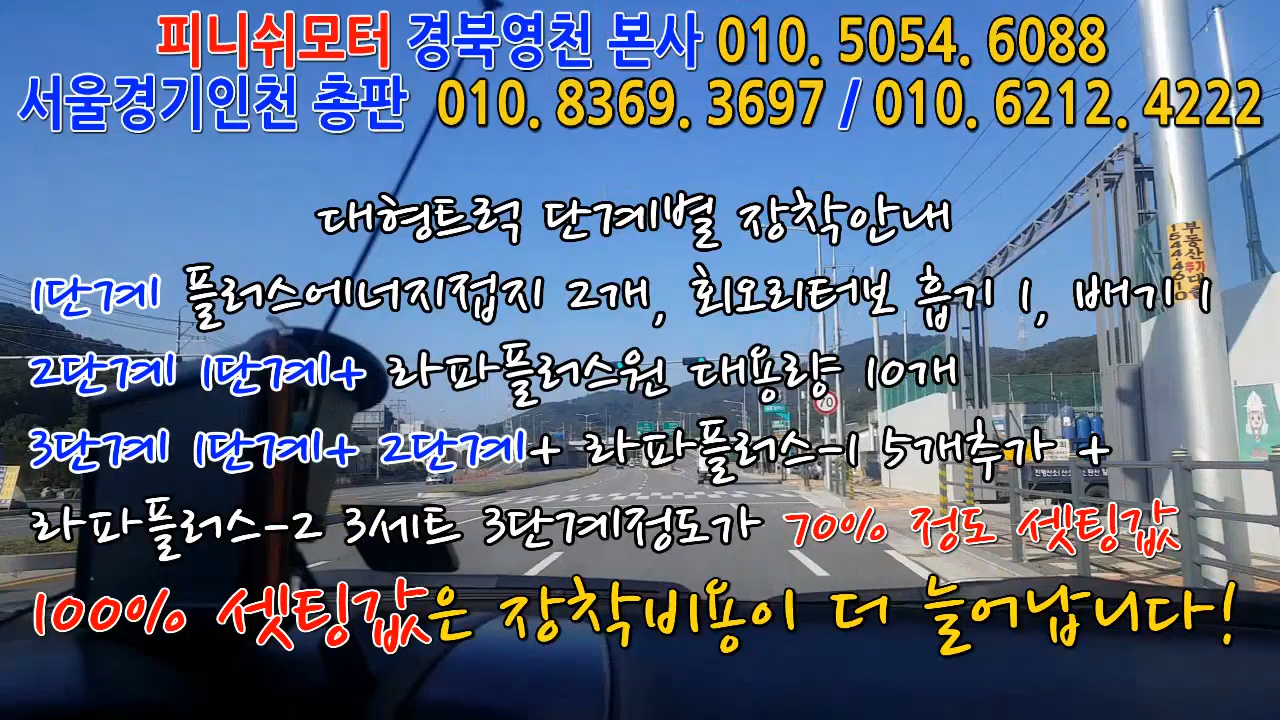 피니쉬모터 경북영천 본사 010. 5054. 6088
서울경기인천 총판 010. 8369. 3697 / 010. 6212. 4222
대형트럭 단계별 장착안내
1단계 플러스에너지접지 2개, 회오리터보 흡기 1, 배기 1
2단계 1단계+ 라파플러스원 대용량 10개
3단계 1단계+ 2단계+ 라파플러스-1 5개추가 +
라파플러스-2 3세트 3단계정도가 70% 정도 셋팅값
100% 셋팅값은 장착비용이 더 늘어납니다!
부동산
1544.4610
70